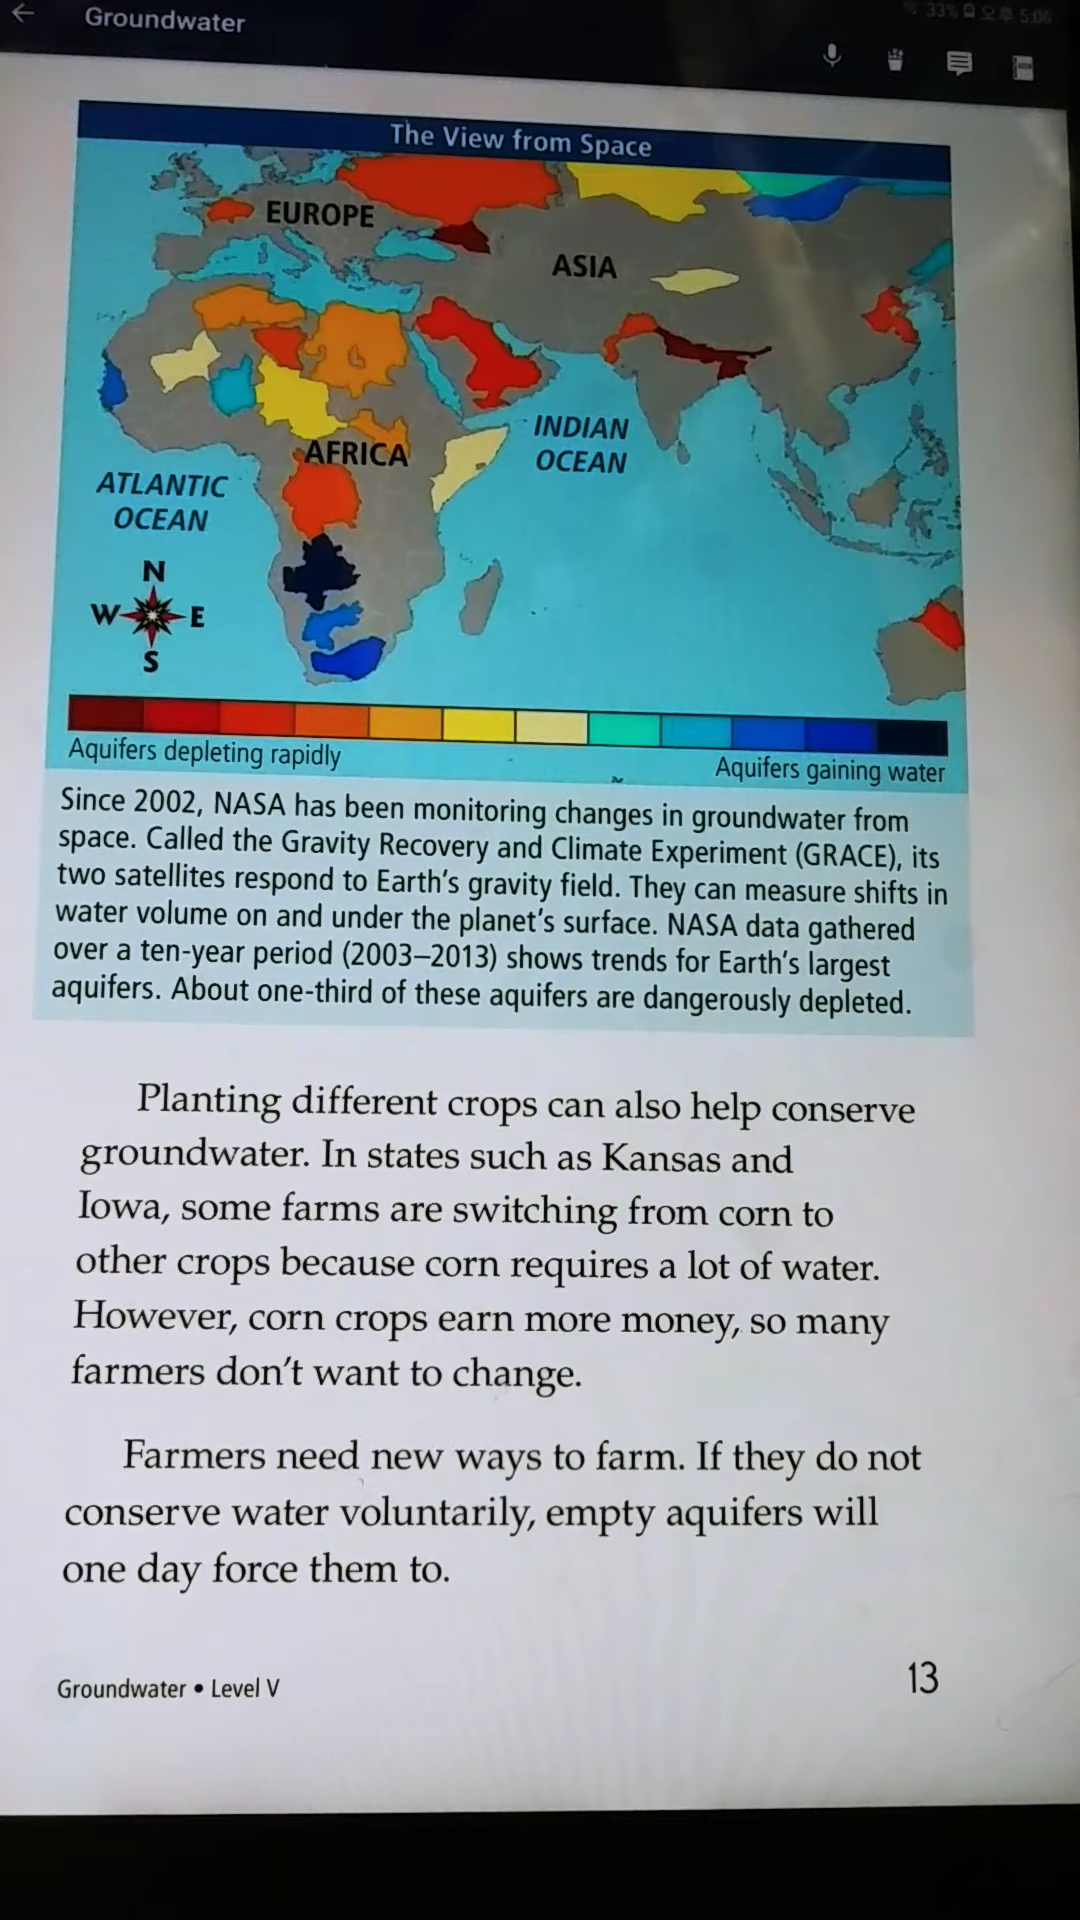 Groundwater
33% 오후 5:06
The View from Space
EUROPE
ASIA
INDIAN
OCEAN
AFRICA
ATLANTIC
OCEAN
N
W E
S
Aquifers depleting rapidly
Aquifers gaining water
Since 2002, NASA has been monitoring changes in groundwater from
space. Called the Gravity Recovery and Climate Experiment (GRACE), its
two satellites respond to Earth's gravity field. They can measure shifts in
water volume on and under the planet's surface. NASA data gathered
over a ten-year period (2003–2013) shows trends for Earth's largest
aquifers. About one-third of these aquifers are dangerously depleted.
Planting different crops can also help conserve
groundwater. In states such as Kansas and
Iowa, some farms are switching from corn to
other crops because corn requires a lot of water.
However, corn crops earn more money, so many
farmers don't want to change.
Farmers need new ways to farm. If they do not
conserve water voluntarily, empty aquifers will
one day force them to.
Groundwater • Level V
13